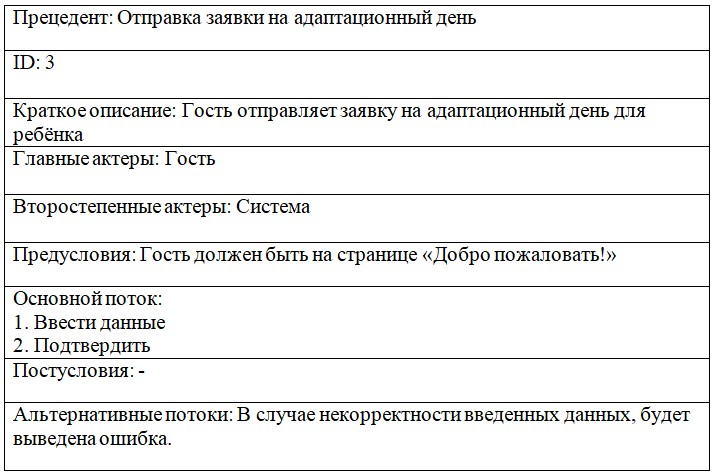 Прецедент: Отправка заявки на адаптационный день
ID: 3
Краткое описание: Гость отправляет заявку на адаптационный день для
ребёнка
Главные актеры: Гость
Второстепенные актеры: Система
Предусловия: Гость должен быть на странице «Добро пожаловать!»
Основной поток:
1. Ввести данные
2. Подтвердить
Постусловия: -
Альтернативные потоки: В случае некорректности введенных данных, будет
выведена ошибка.